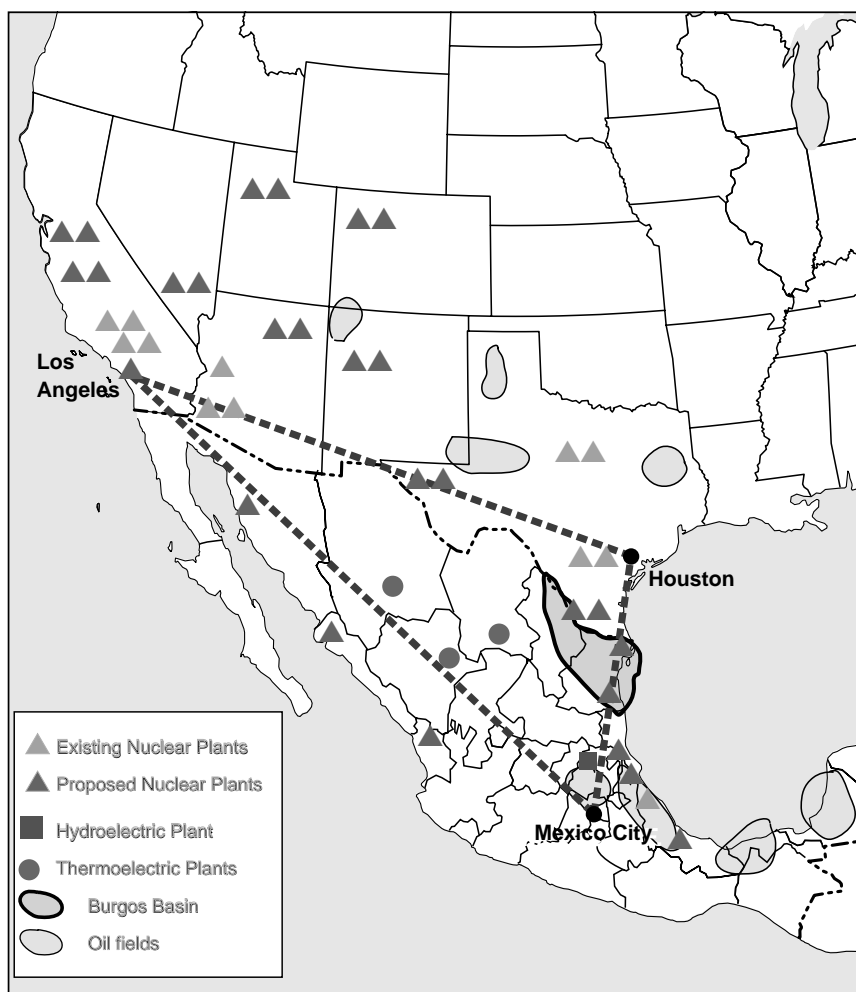 Los
Angeles
Houston
Mexico City
Existing Nuclear Plants
Proposed Nuclear Plants
Hydroelectric Plant
Thermoelectric Plants
Burgos Basin
Oil fields